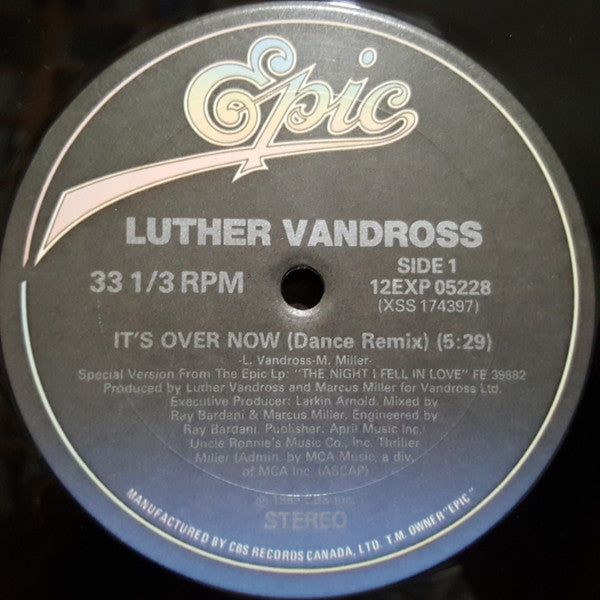 Epic
LUTHER VANDROSS
33 1/3 RPM
SIDE 1
12EXP 05228
(XSS 174397)
IT'S OVER NOW (Dance Remix) (5:29)
-L. Vandross-M. Miller-
Special Version From The Epic Lp: "THE NIGHT I FELL IN LOVE" FE 39882
Produced by Luther Vandross and Marcus Miller for Vandross Ltd.
Executive Producer: Larkin Arnold. Mixed by
Ray Bardani & Marcus Miller. Engineered by
Ray Bardani. Publisher: April Music Inc.
Uncle Ronnie's Music Co., Inc. Thriller
Miller (Admin. by MCA Music, a div.
of MCA Inc. (ASCAP)
STEREO
MANUFACTURED BY CBS RECORDS CANADA, LTD. T.M. OWNER "EPIC"